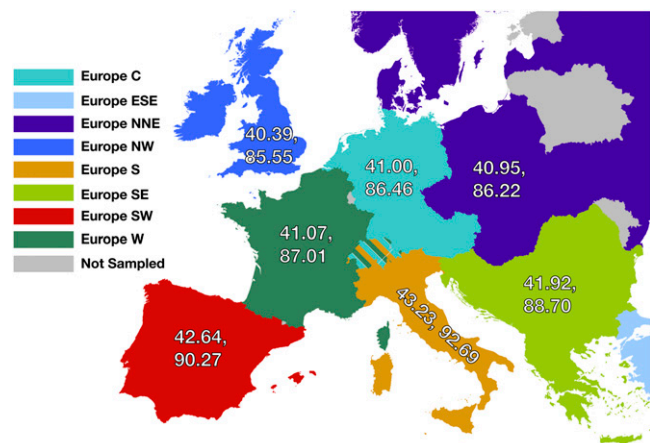 Europe C
Europe ESE
Europe NNE
Europe NW
Europe S
Europe SE
Europe SW
Europe W
Not Sampled
40.39,
85.55
41.00,
86.46
40.95,
86.22
41.07,
87.01
41.92,
88.70
43.23, 92.69
42.64,
90.27